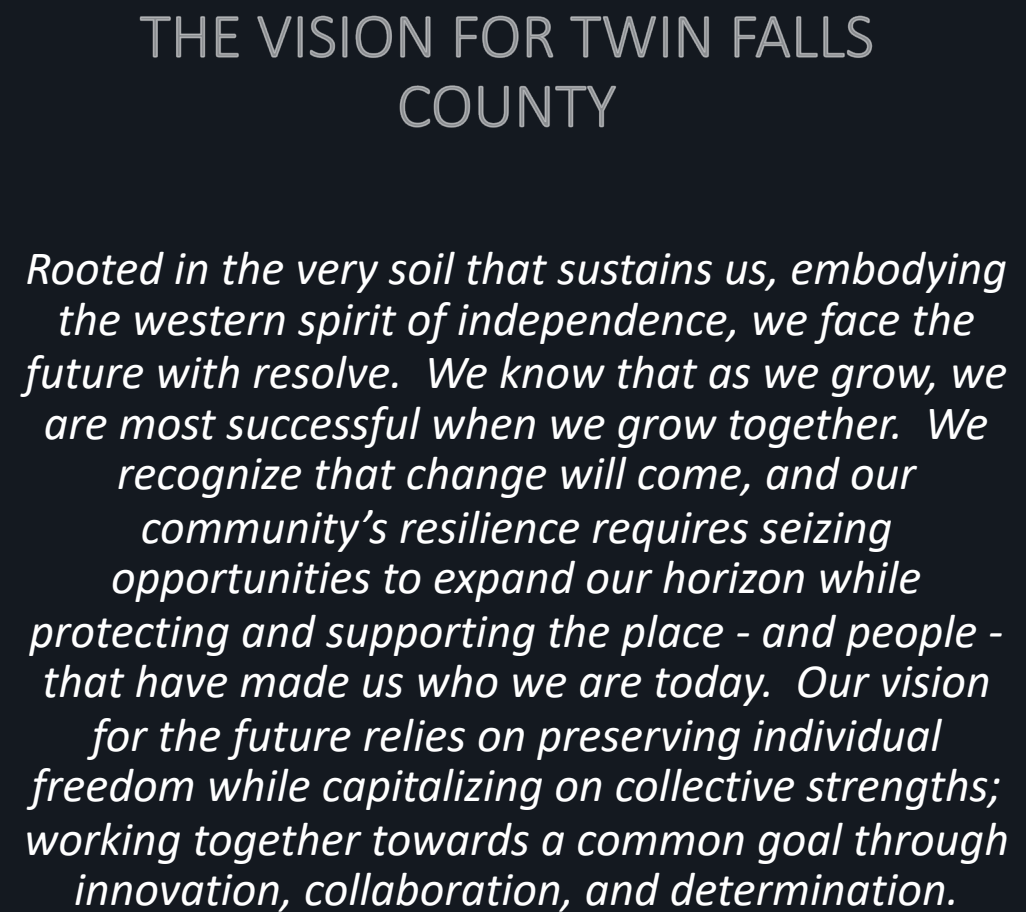 THE VISION FOR TWIN FALLS
COUNTY
Rooted in the very soil that sustains us, embodying
the western spirit of independence, we face the
future with resolve.  We know that as we grow, we
are most successful when we grow together.  We
recognize that change will come, and our
community’s resilience requires seizing
opportunities to expand our horizon while
protecting and supporting the place - and people -
that have made us who we are today.  Our vision
for the future relies on preserving individual
freedom while capitalizing on collective strengths;
working together towards a common goal through
innovation, collaboration, and determination.